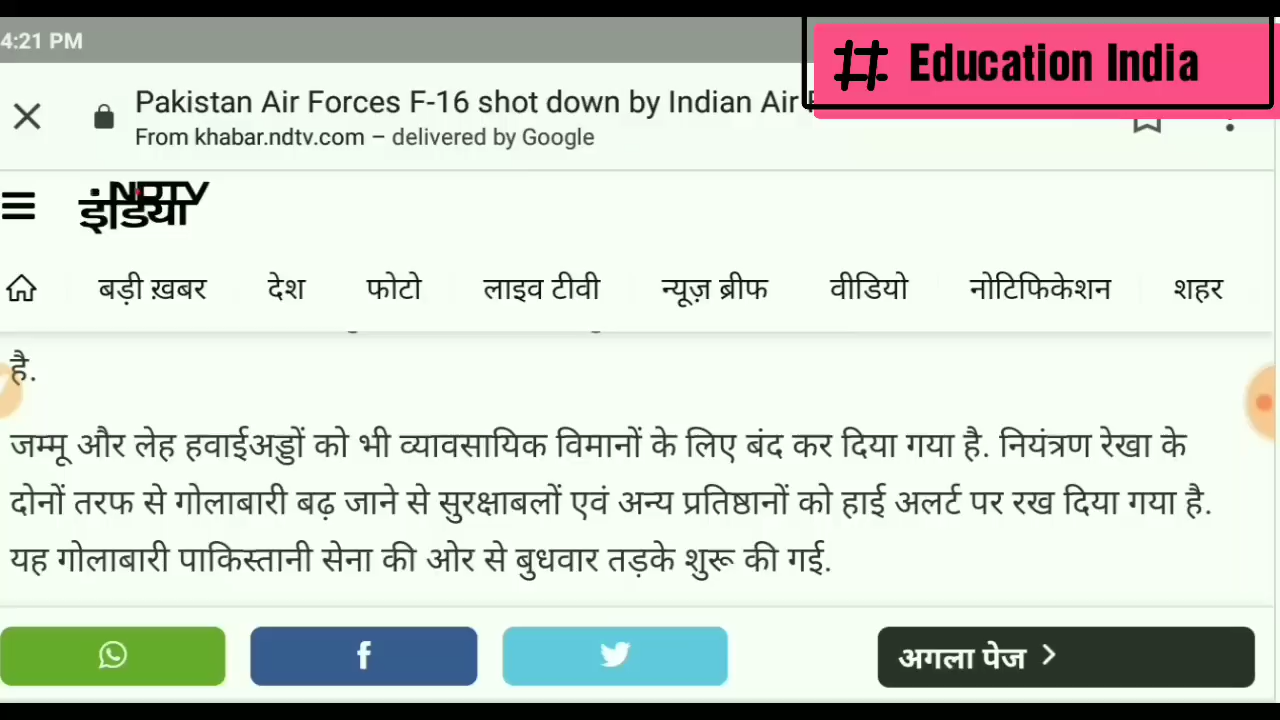 4:21 PM
# Education India
Pakistan Air Forces F-16 shot down by Indian Air
From khabar.ndtv.com – delivered by Google
NDTV
इंडिया
बड़ी ख़बर देश फोटो लाइव टीवी न्यूज़ ब्रीफ वीडियो नोटिफिकेशन शहर
है.
जम्मू और लेह हवाईअड्डों को भी व्यावसायिक विमानों के लिए बंद कर दिया गया है. नियंत्रण रेखा के
दोनों तरफ से गोलाबारी बढ़ जाने से सुरक्षाबलों एवं अन्य प्रतिष्ठानों को हाई अलर्ट पर रख दिया गया है.
यह गोलाबारी पाकिस्तानी सेना की ओर से बुधवार तड़के शुरू की गई.
अगला पेज